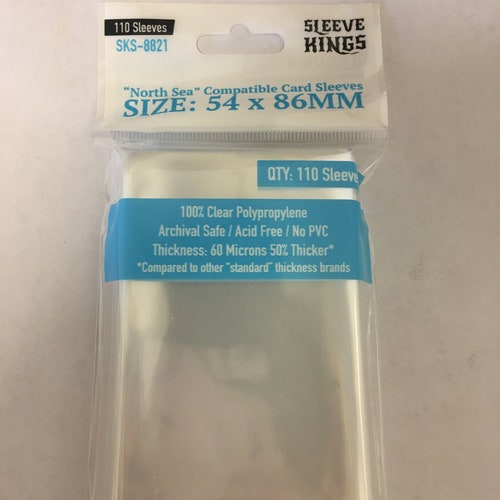 110 Sleeves
SKS-8821
SLEEVE
KINGS
"North Sea" Compatible Card Sleeves
SIZE: 54 x 86MM
QTY: 110 Sleeve
100% Clear Polypropylene
Archival Safe / Acid Free / No PVC
Thickness: 60 Microns 50% Thicker*
*Compared to other "standard" thickness brands